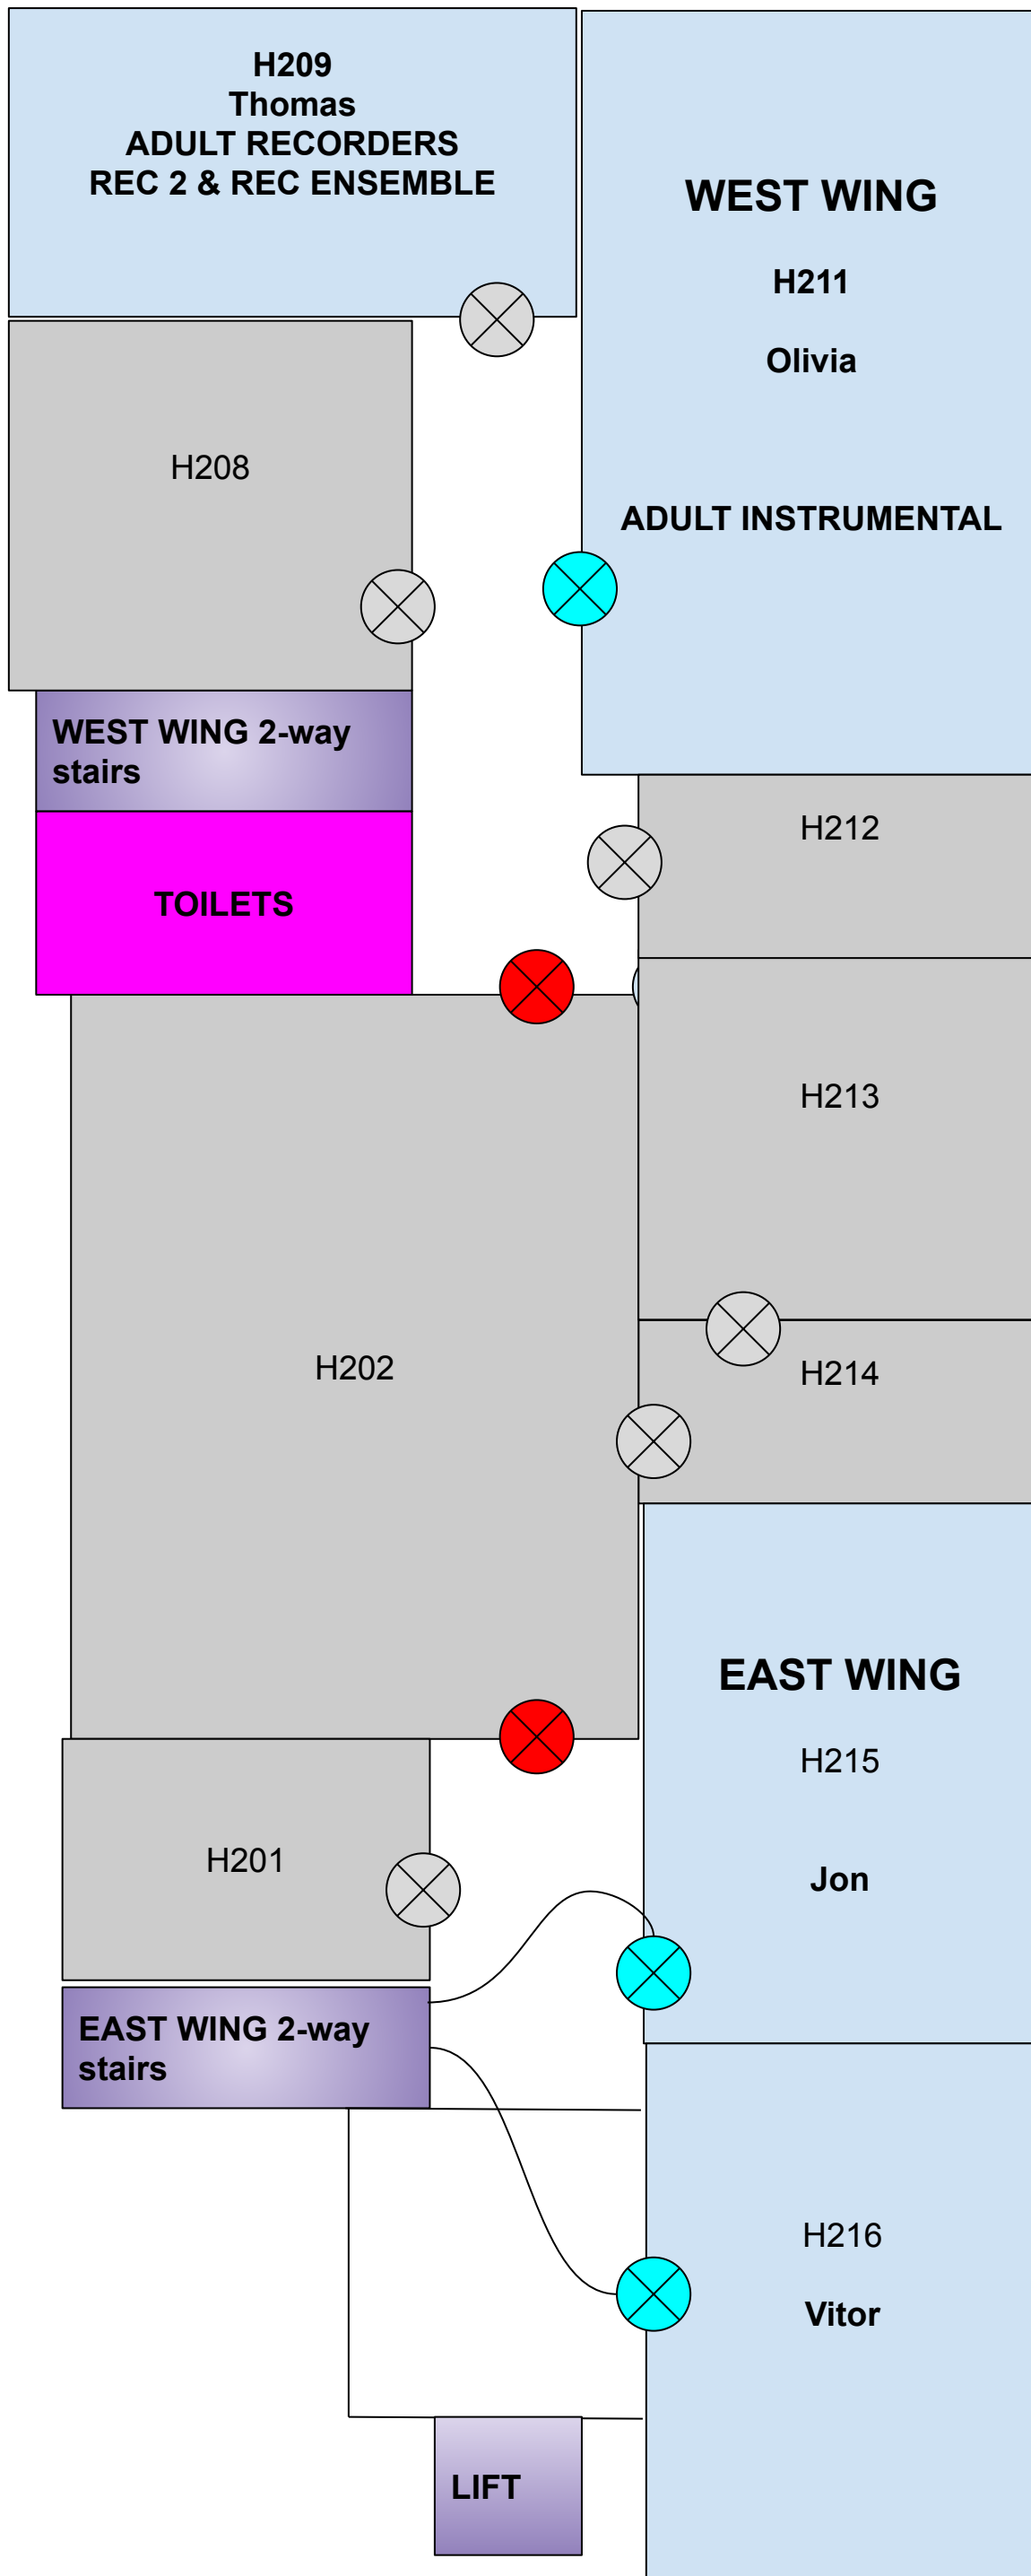 H209
Thomas
ADULT RECORDERS
REC 2 & REC ENSEMBLE
WEST WING
H211
Olivia
ADULT INSTRUMENTAL
H208
WEST WING 2-way
stairs
TOILETS
H212
H213
H202
H214
EAST WING
H215
Jon
H201
EAST WING 2-way
stairs
H216
Vitor
LIFT